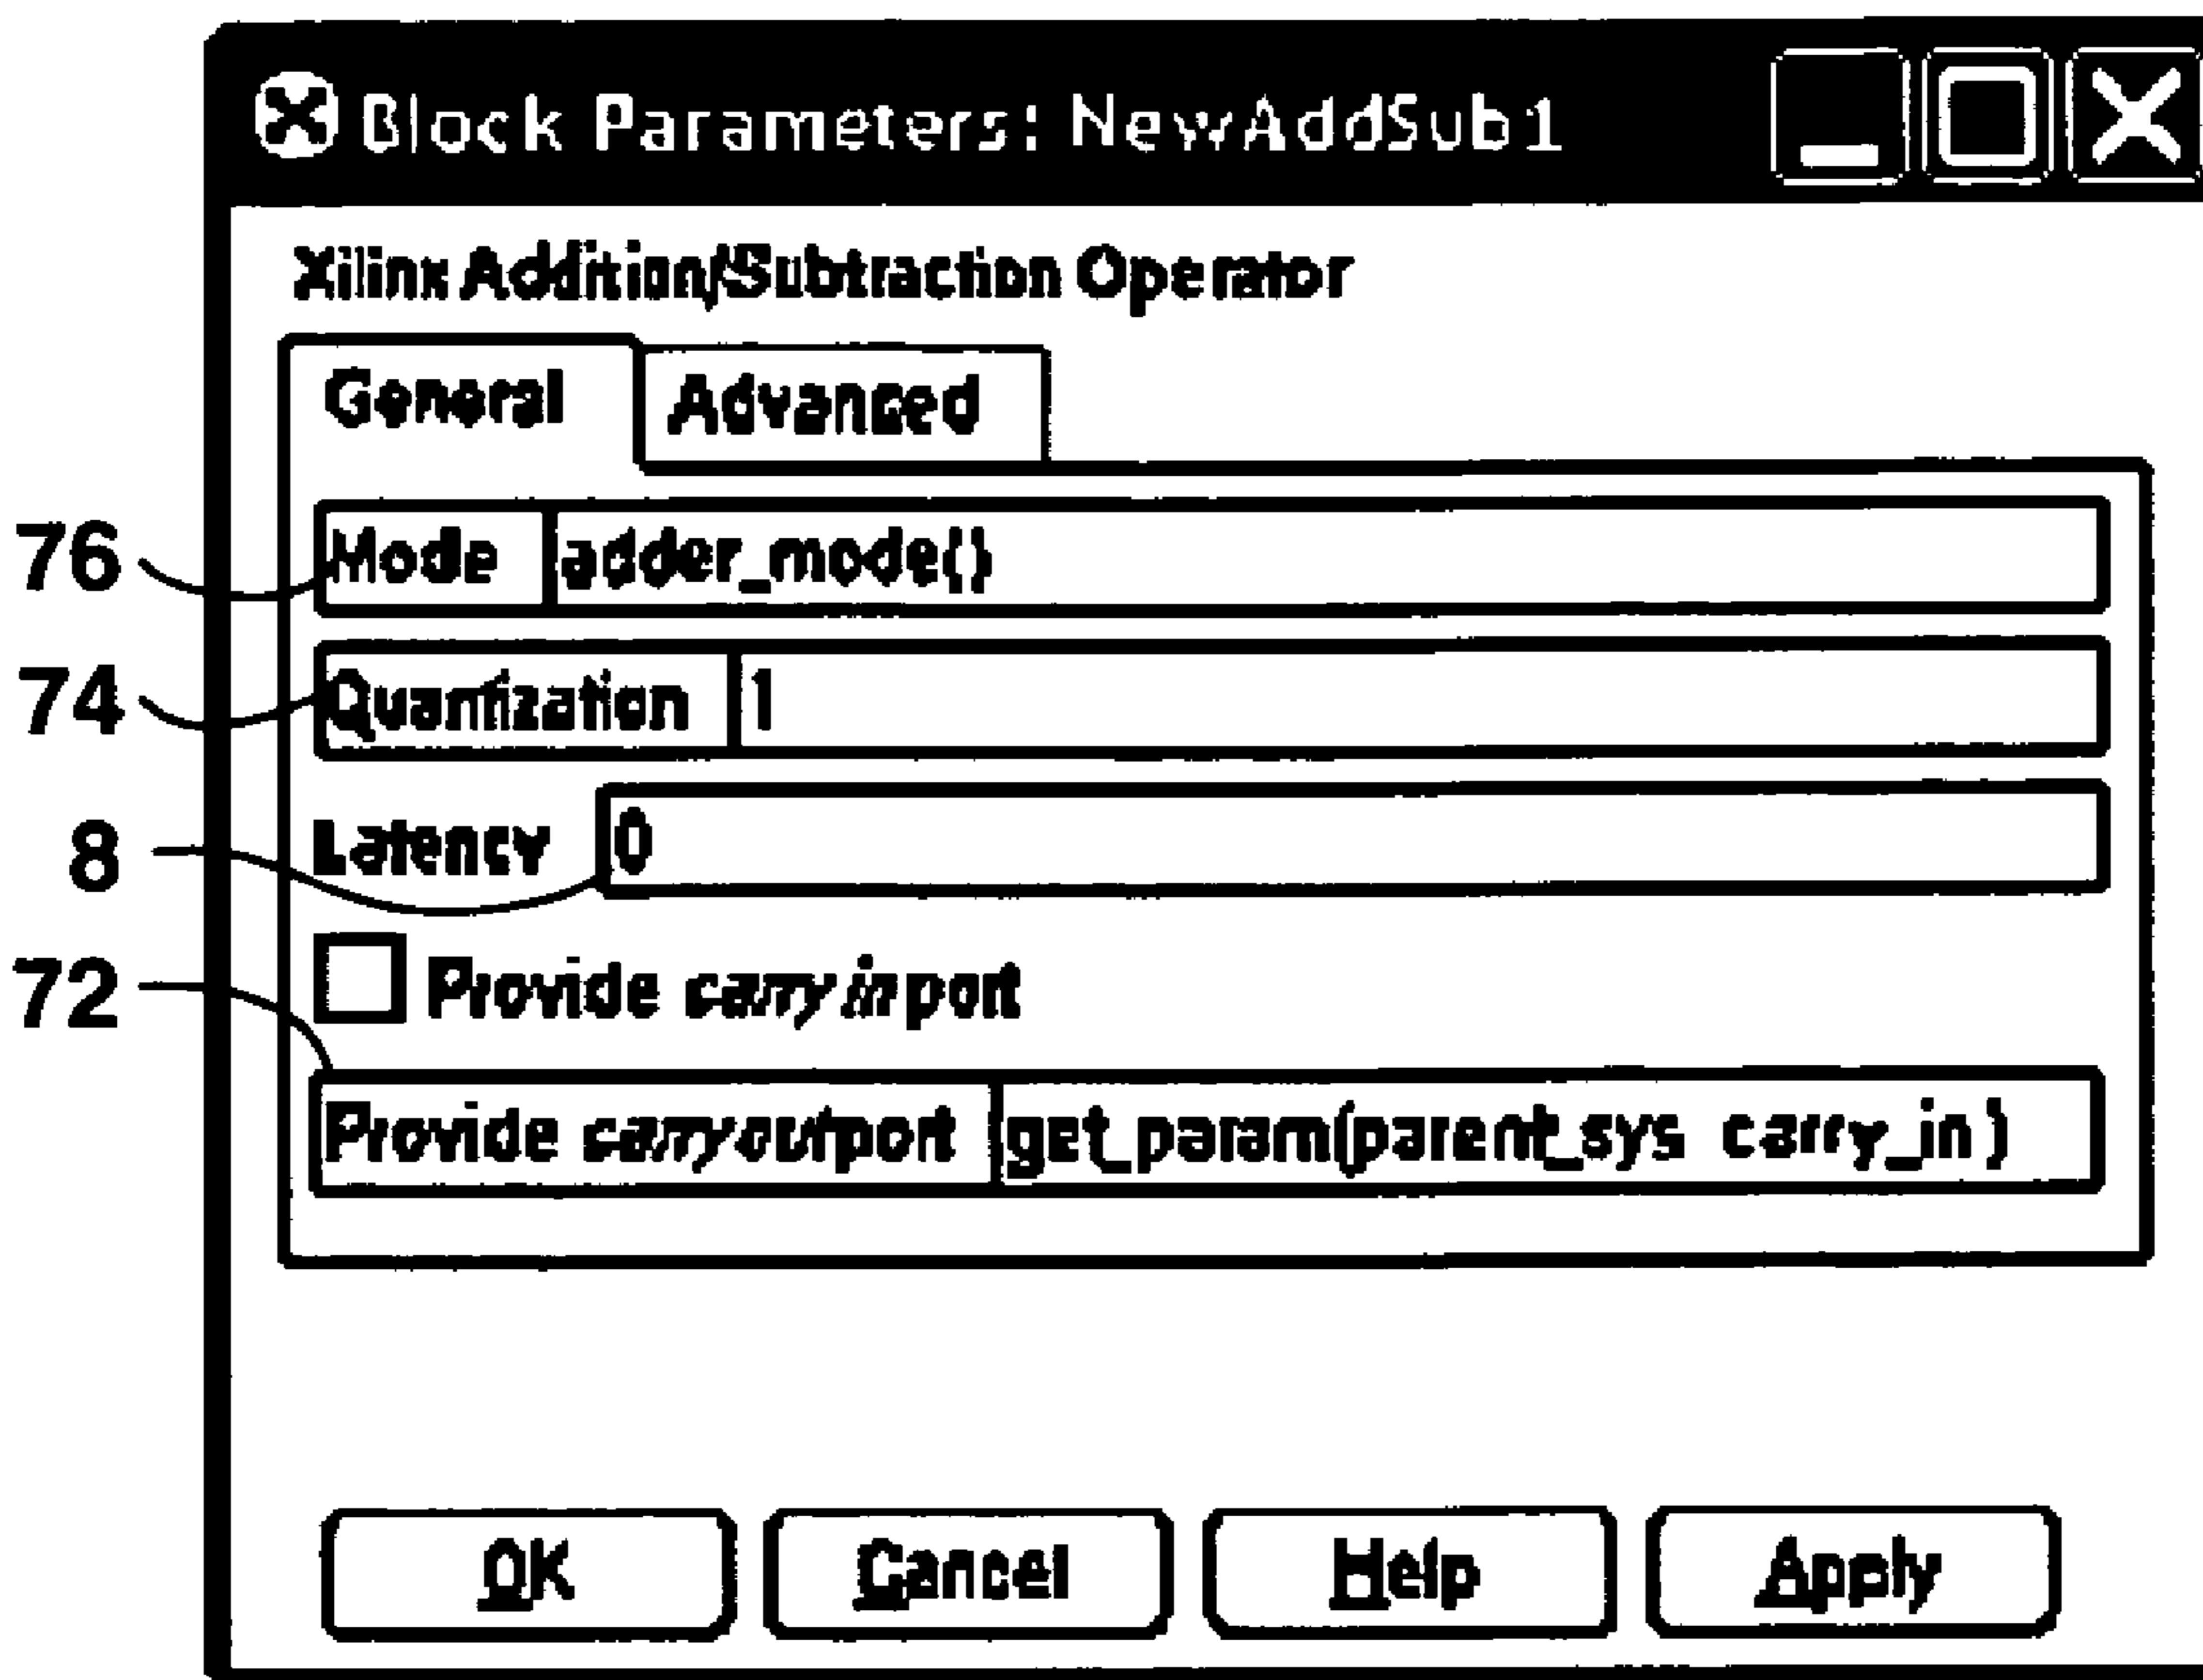 Block Parameters: NewAddSub1
Xilinx Addition/Subtraction Operator
General Advanced
76 Mode adder_mode()
74 Quantization 1
8 Latency 0
Provide carry in port
72 Provide carry out port get_param(parent_sys carry_in )
OK Cancel Help Apply